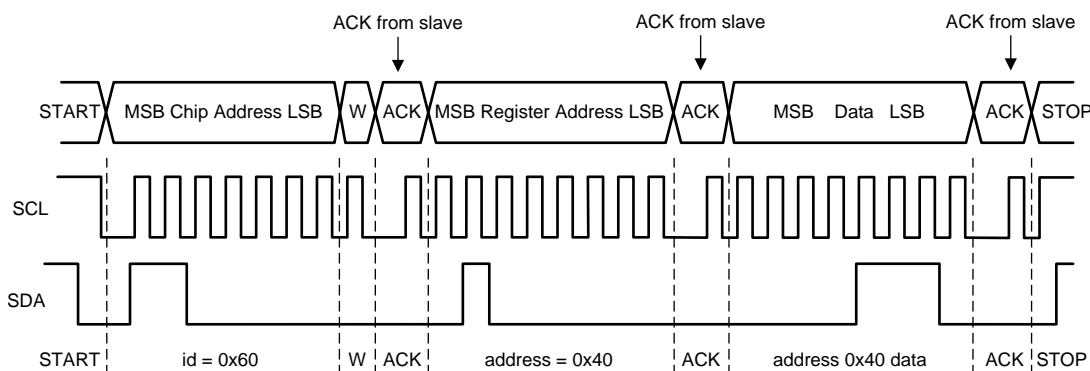 ACK from slave ACK from slave ACK from slave
START MSB Chip Address LSB W ACK MSB Register Address LSB ACK MSB Data LSB ACK STOP
SCL
SDA
START id = 0x60 W ACK address = 0x40 ACK address 0x40 data ACK STOP